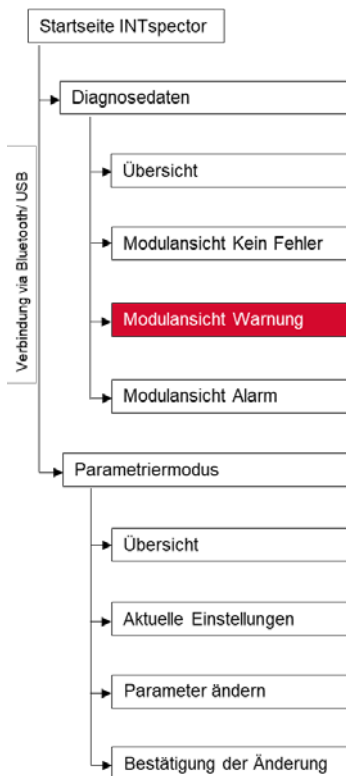 Startseite INTspector
Diagnosedaten
Übersicht
Modulansicht Kein Fehler
Modulansicht Warnung
Modulansicht Alarm
Verbindung via Bluetooth/ USB
Parametriermodus
Übersicht
Aktuelle Einstellungen
Parameter ändern
Bestätigung der Änderung